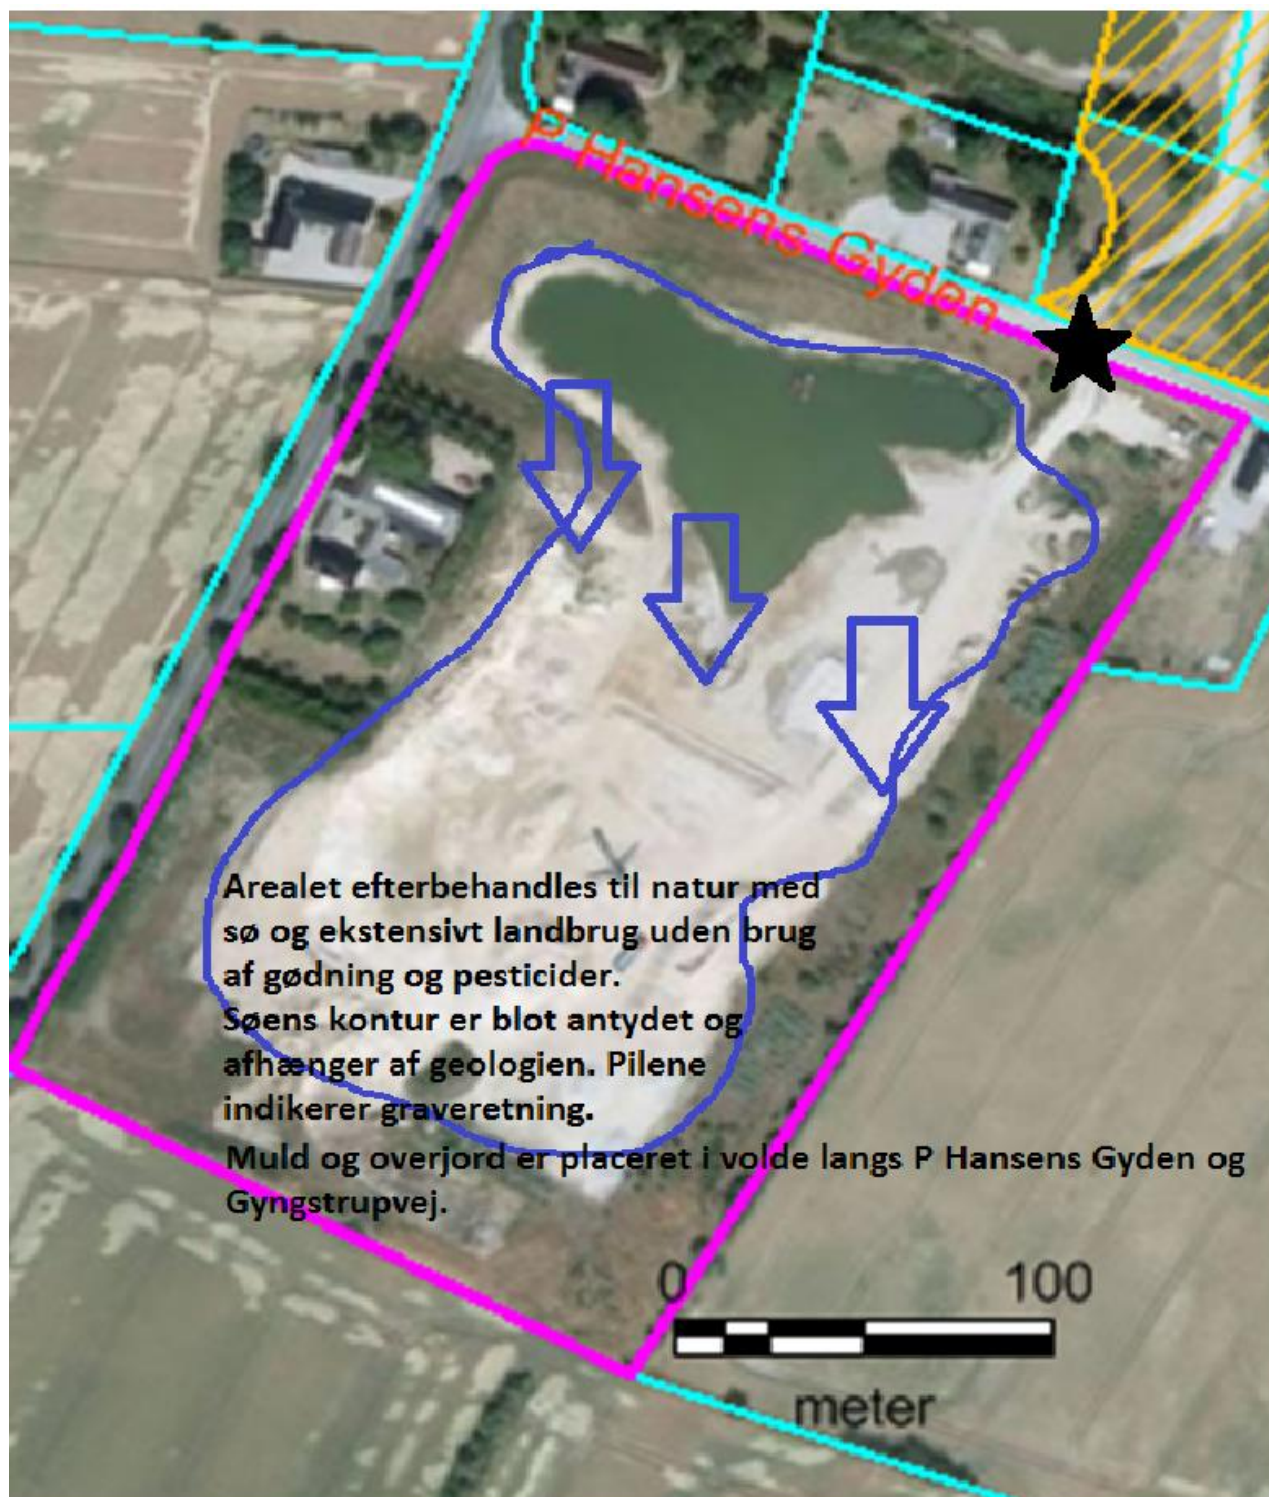 P Hansens Gyden
Arealet efterbehandles til natur med
sø og ekstensivt landbrug uden brug
af gødning og pesticider.
Søens kontur er blot antydet og
afhænger af geologien. Pilene
indikerer graveretning.
Muld og overjord er placeret i volde langs P Hansens Gyden og
Gyngstrupvej.
0 100
meter